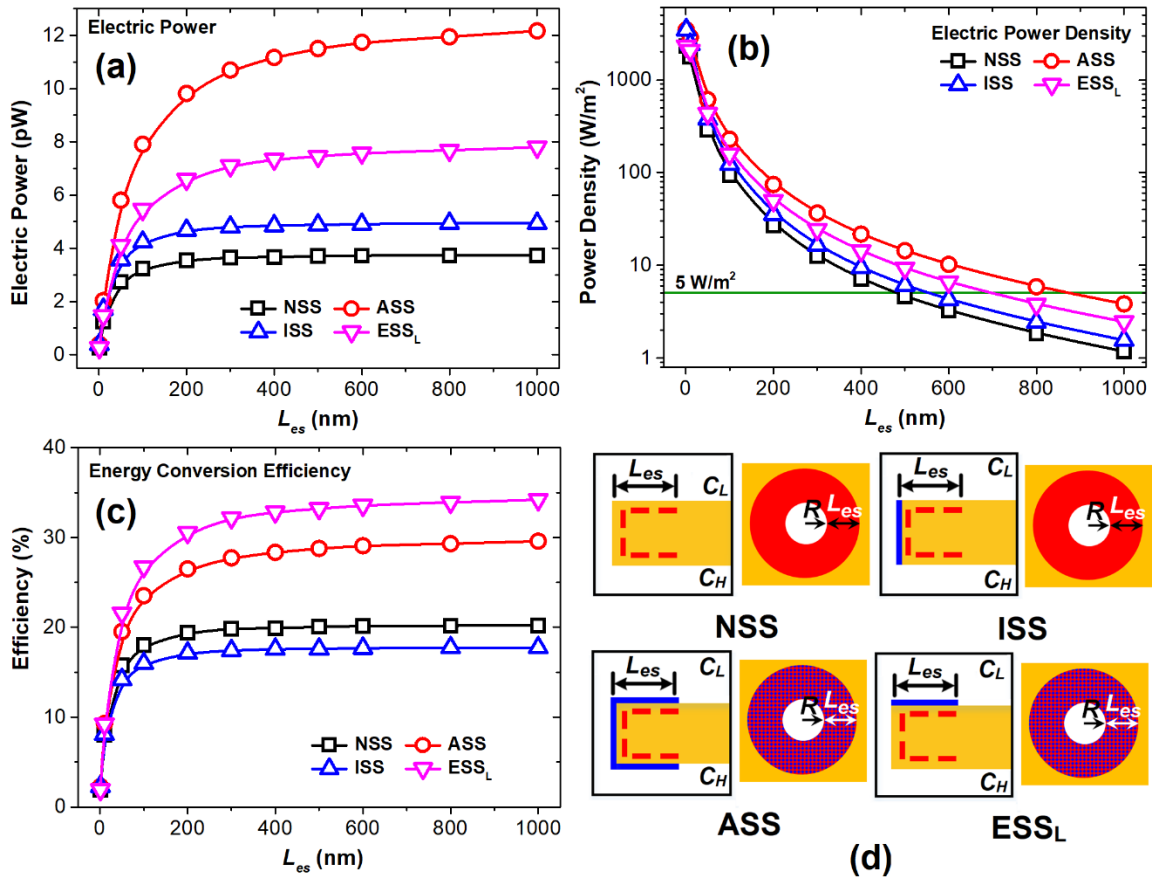 Electric Power
(a)
12
10
8
6
4
2
0
Electric Power (pW)
NSS
ASS
ISS
ESSL
0
200
400
600
800
1000
Les (nm)
Electric Power Density
(b)
NSS
ASS
ISS
ESSL
1000
100
10
1
Power Density (W/m²)
5 W/m²
0
200
400
600
800
1000
Les (nm)
Energy Conversion Efficiency
(c)
40
30
20
10
0
Efficiency (%)
NSS
ASS
ISS
ESSL
0
200
400
600
800
1000
Les (nm)
Les
CL
CH
R
Les
NSS
Les
CL
CH
R
Les
ISS
Les
CL
CH
R
Les
ASS
Les
CL
CH
R
Les
ESSL
(d)